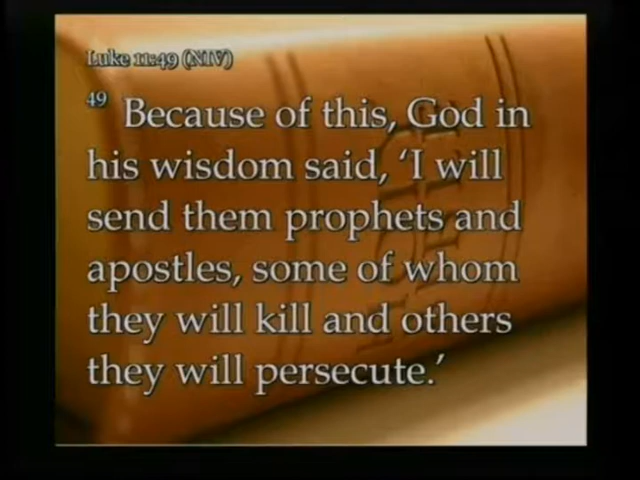 Luke 11:49 (NIV)
49 Because of this, God in
his wisdom said, ‘I will
send them prophets and
apostles, some of whom
they will kill and others
they will persecute.’